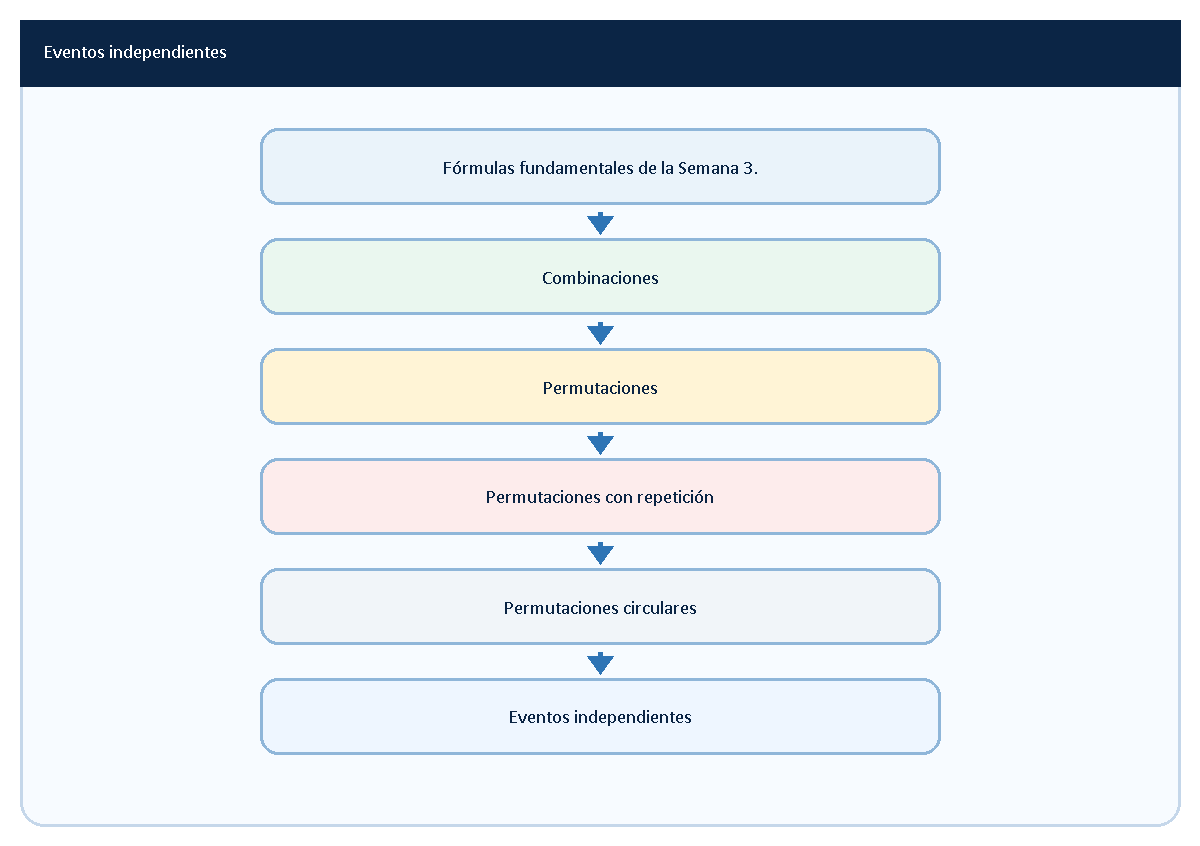 Eventos independientes
Fórmulas fundamentales de la Semana 3.
Combinaciones
Permutaciones
Permutaciones con repetición
Permutaciones circulares
Eventos independientes